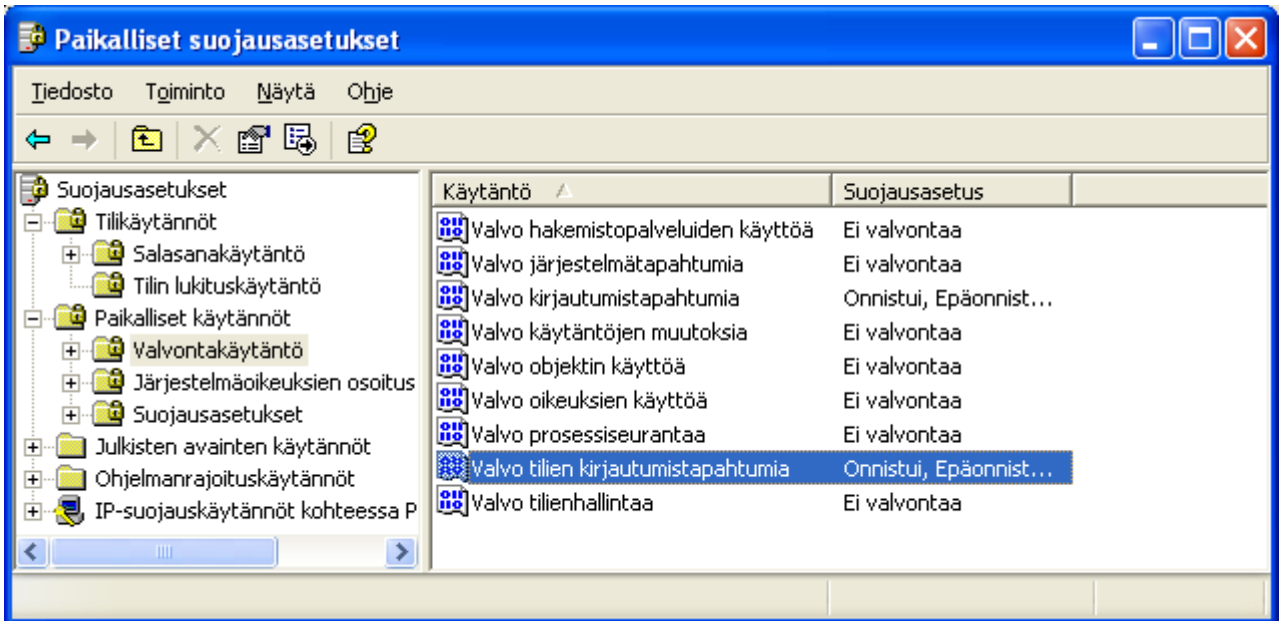 Paikalliset suojausasetukset
Tiedosto Toiminto Näytä Ohje
Suojausasetukset
Tilikäytännöt
Salasanakäytäntö
Tilin lukituskäytäntö
Paikalliset käytännöt
Valvontakäytäntö
Järjestelmäoikeuksien osoitus
Suojausasetukset
Julkisten avainten käytännöt
Ohjelmanrajoituskäytännöt
IP-suojauskäytännöt kohteessa P
Käytäntö Suojausasetus
Valvo hakemistopalveluiden käyttöä Ei valvontaa
Valvo järjestelmätapahtumia Ei valvontaa
Valvo kirjautumistapahtumia Onnistui, Epäonnist...
Valvo käytäntöjen muutoksia Ei valvontaa
Valvo objektin käyttöä Ei valvontaa
Valvo oikeuksien käyttöä Ei valvontaa
Valvo prosessiseurantaa Ei valvontaa
Valvo tilien kirjautumistapahtumia Onnistui, Epäonnist...
Valvo tilienhallintaa Ei valvontaa